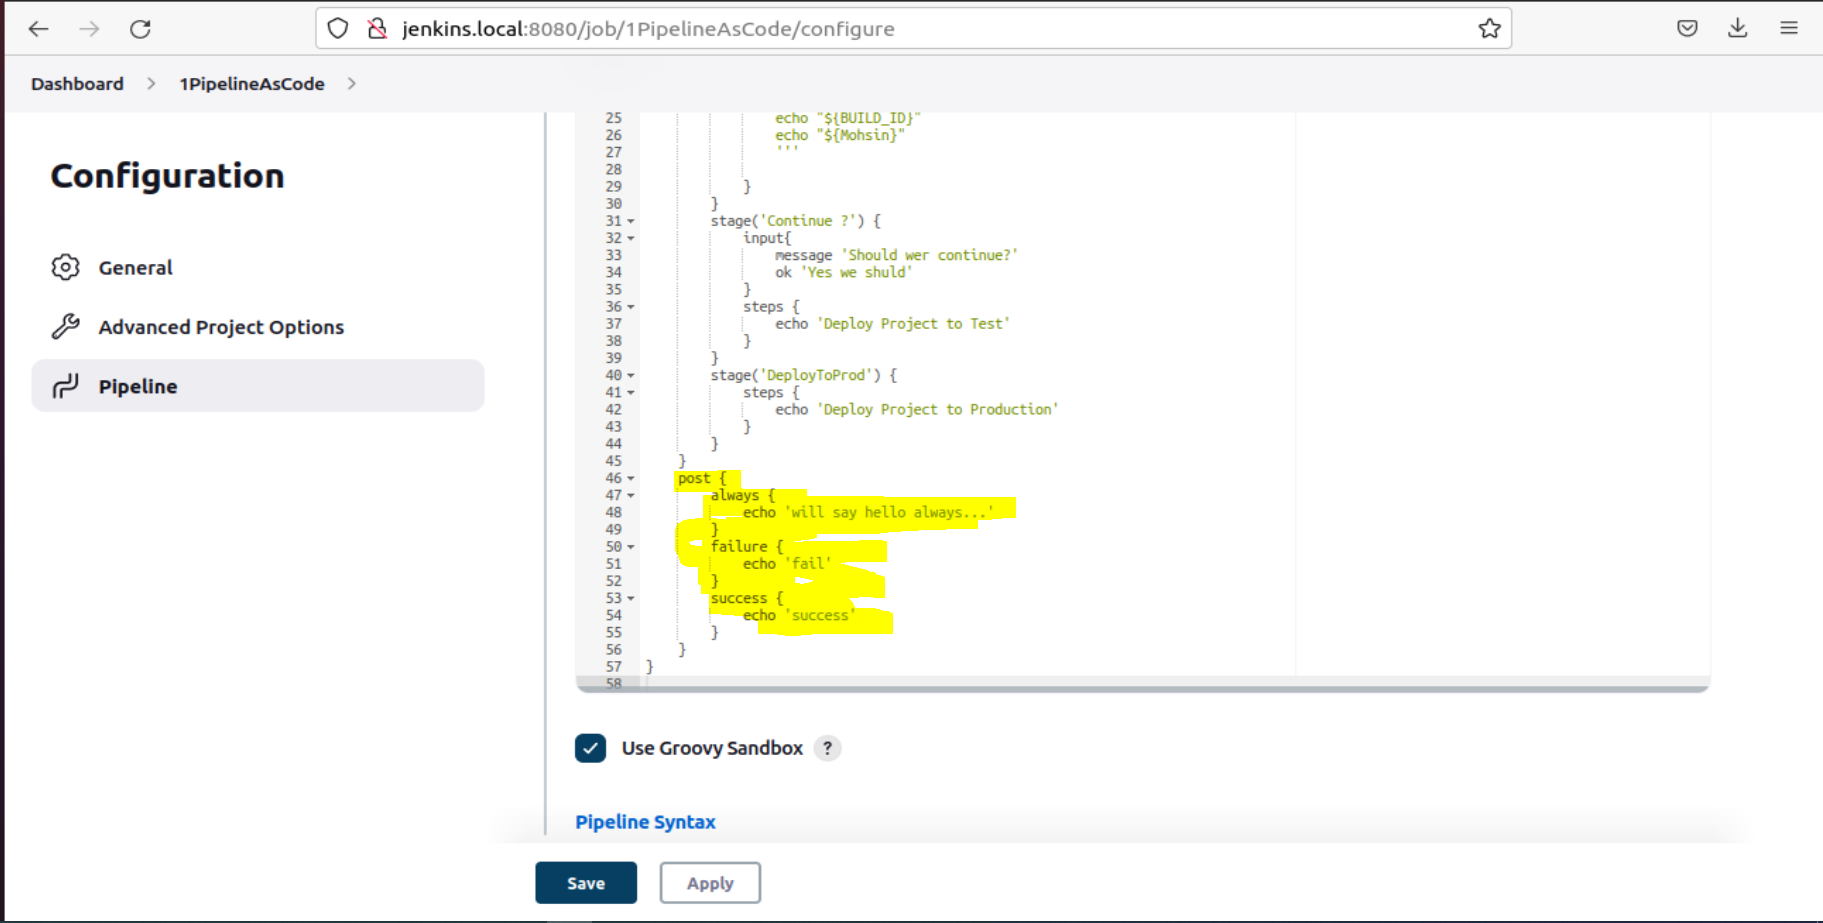 jenkins.local:8080/job/1PipelineAsCode/configure
Dashboard > 1PipelineAsCode >
Configuration
General
Advanced Project Options
Pipeline
25 echo "${BUILD_ID}"
26 echo "${Mohsin}"
27 '''
28
29 }
30 }
31 stage('Continue ?') {
32 input{
33 message 'Should wer continue?'
34 ok 'Yes we shuld'
35 }
36 steps {
37 echo 'Deploy Project to Test'
38 }
39 }
40 stage('DeployToProd') {
41 steps {
42 echo 'Deploy Project to Production'
43 }
44 }
45 }
46 post {
47 always {
48 echo 'will say hello always...'
49 }
50 failure {
51 echo 'fail'
52 }
53 success {
54 echo 'success'
55 }
56 }
57 }
58
Use Groovy Sandbox ?
Pipeline Syntax
Save Apply